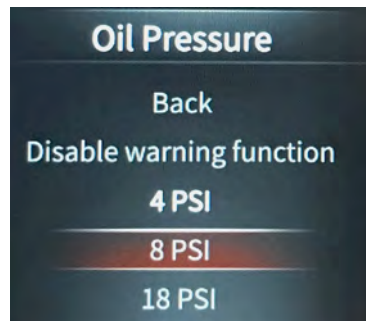 Oil Pressure
Back
Disable warning function
4 PSI
8 PSI
18 PSI